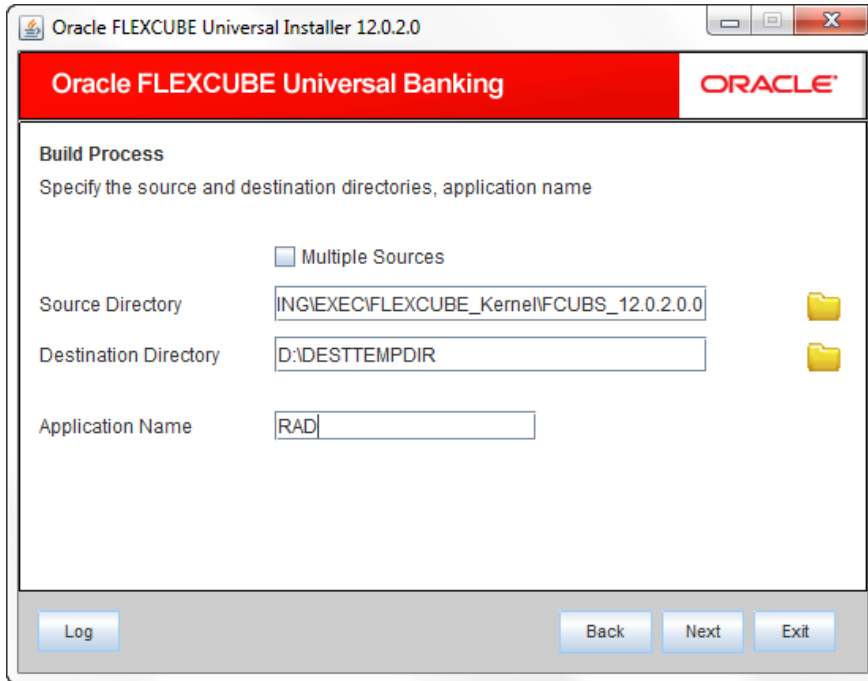 Oracle FLEXCUBE Universal Installer 12.0.2.0
Oracle FLEXCUBE Universal Banking
ORACLE
Build Process
Specify the source and destination directories, application name
Multiple Sources
Source Directory ING\EXEC\FLEXCUBE_Kernel\FCUBS_12.0.2.0.0
Destination Directory D:\DESTTEMPDIR
Application Name RAD
Log Back Next Exit